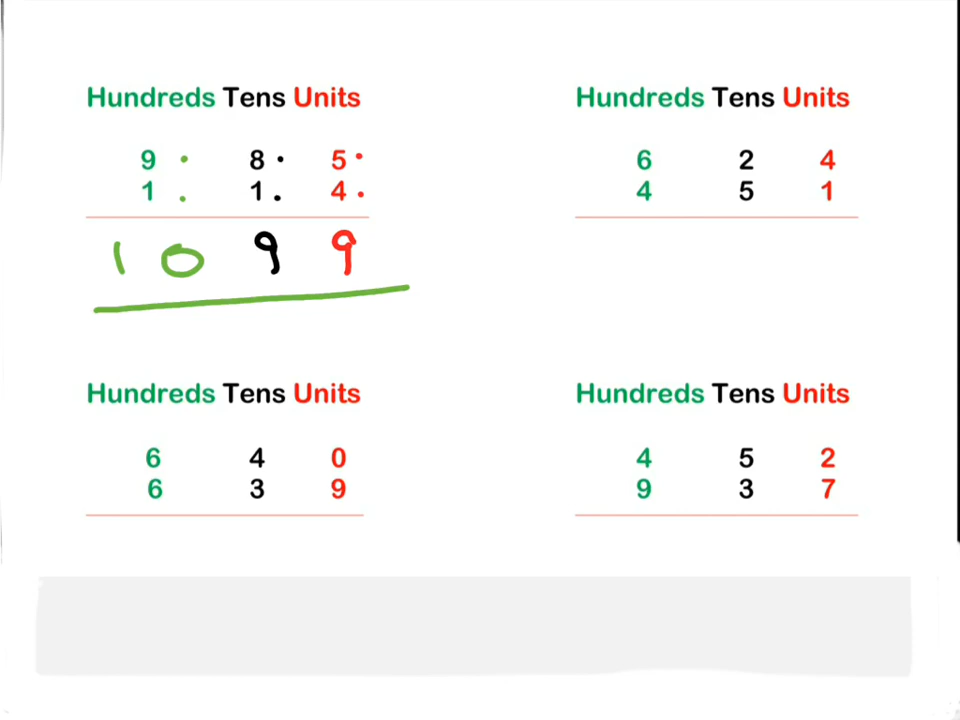 Hundreds Tens Units
9 . 8 . 5 .
1 . 1 . 4 .
1 0 9 9
Hundreds Tens Units
6 2 4
4 5 1
Hundreds Tens Units
6 4 0
6 3 9
Hundreds Tens Units
4 5 2
9 3 7